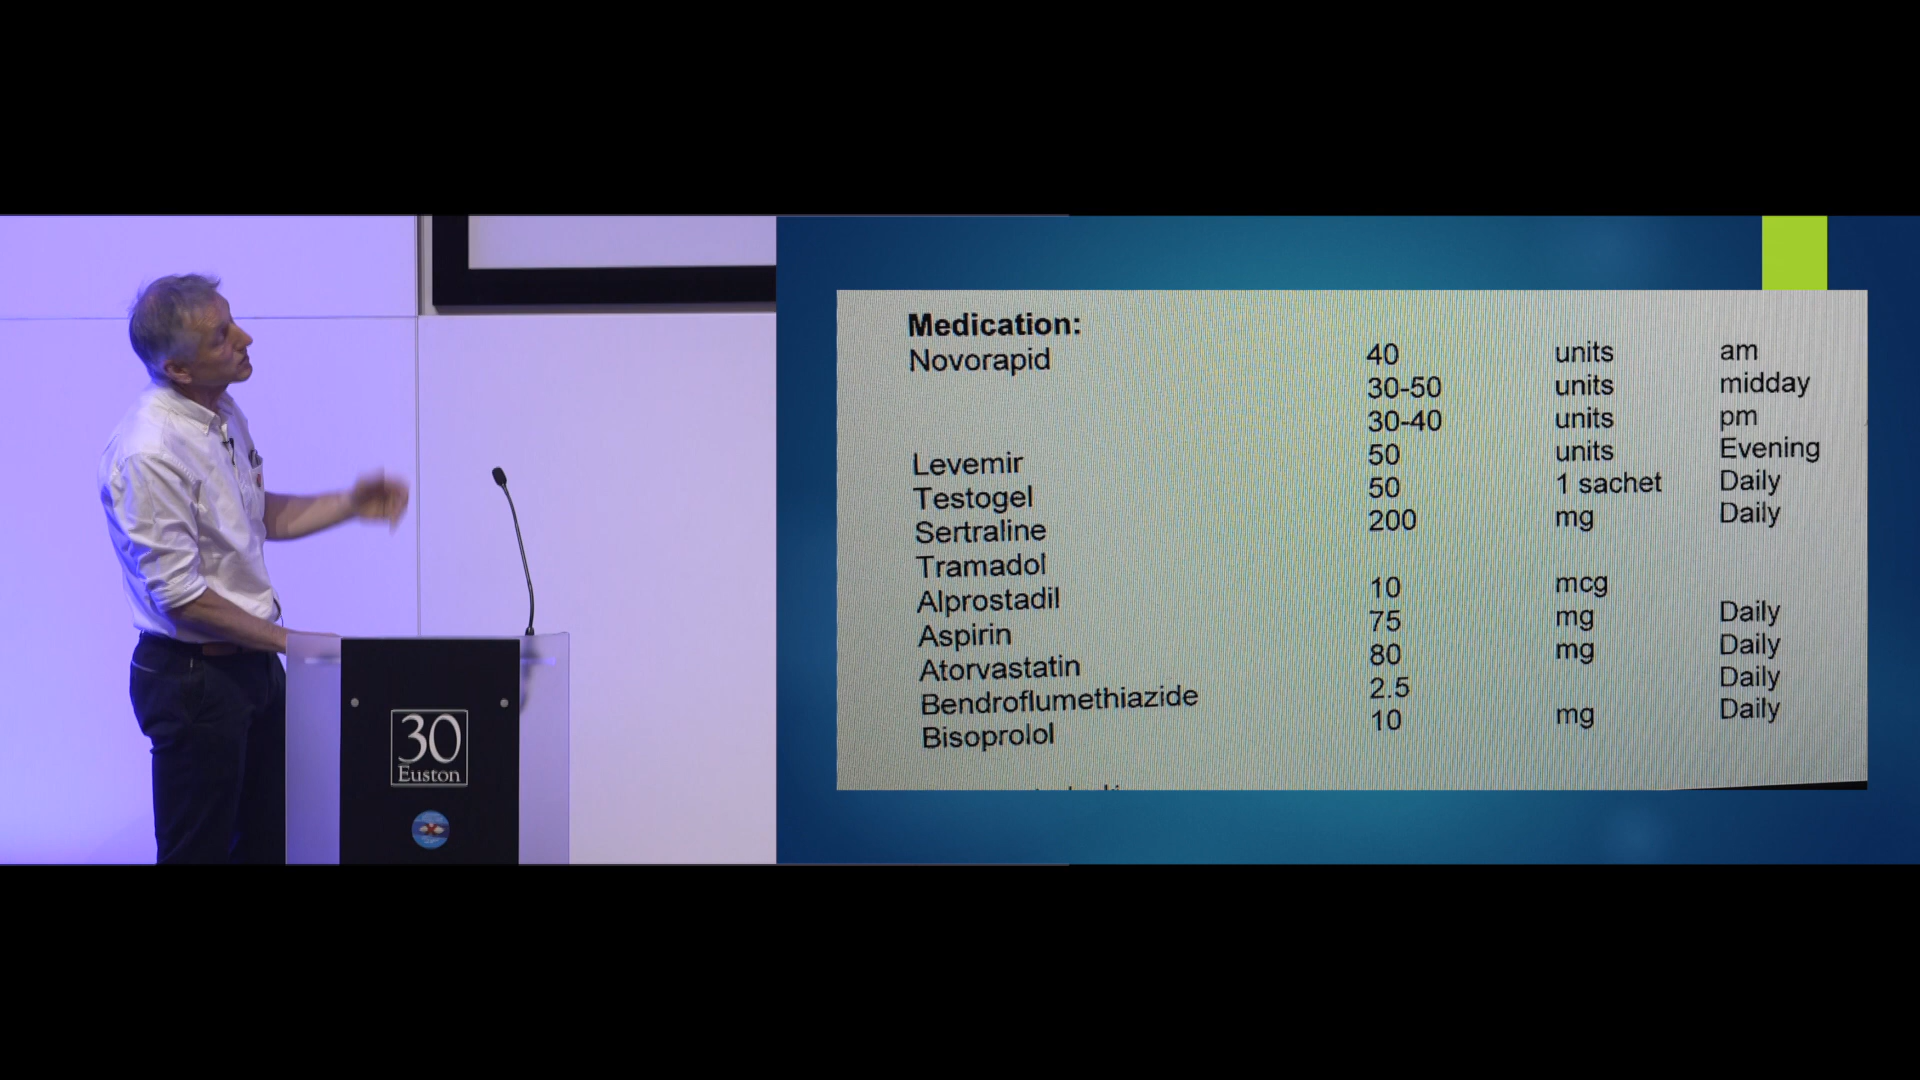 Medication:
Novorapid 40 units am
30-50 units midday
30-40 units pm
Levemir 50 units Evening
Testogel 50 1 sachet Daily
Sertraline 200 mg Daily
Tramadol
Alprostadil 10 mcg
Aspirin 75 mg Daily
Atorvastatin 80 mg Daily
Bendroflumethiazide 2.5 Daily
Bisoprolol 10 mg Daily
30
Euston